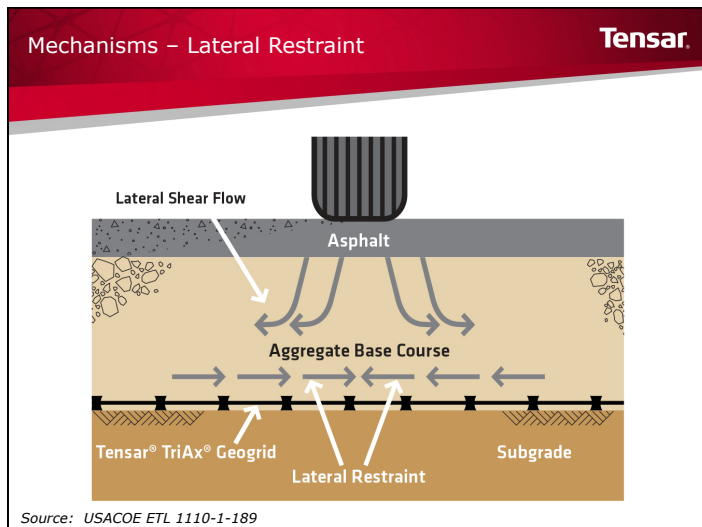 Mechanisms – Lateral Restraint
Tensar.
Lateral Shear Flow
Asphalt
Aggregate Base Course
Tensar® TriAx® Geogrid
Lateral Restraint
Subgrade
Source: USACOE ETL 1110-1-189